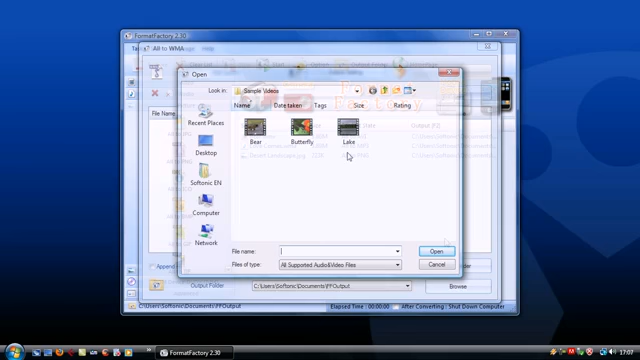 FormatFactory 2.30
All to WMA
Open
Look in:
Sample Videos
Factory
Name Date taken Tags Size Rating
File Name
Recent Places
Bear
Butterfly
Lake
Desktop
Softonic EN
Computer
Network
File name:
Open
Files of type:
All Supported Audio&Video Files
Cancel
Output Folder
C:\Users\Softonic\Documents\FFOutput
Browse
C:\Users\Softonic\Documents\FFOutput
Elapsed Time : 00:00:00
After Converting : Shut Down Computer
FormatFactory 2.30
17:07